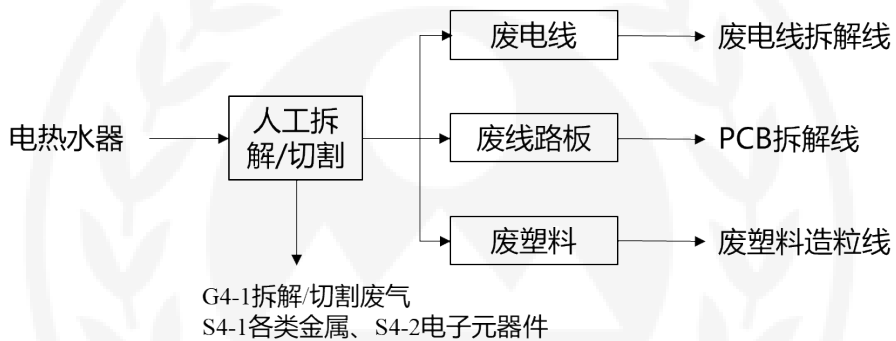 废电线
废电线拆解线
电热水器
人工拆
解/切割
废线路板
PCB拆解线
废塑料
废塑料造粒线
G4-1拆解/切割废气
S4-1各类金属、S4-2电子元器件